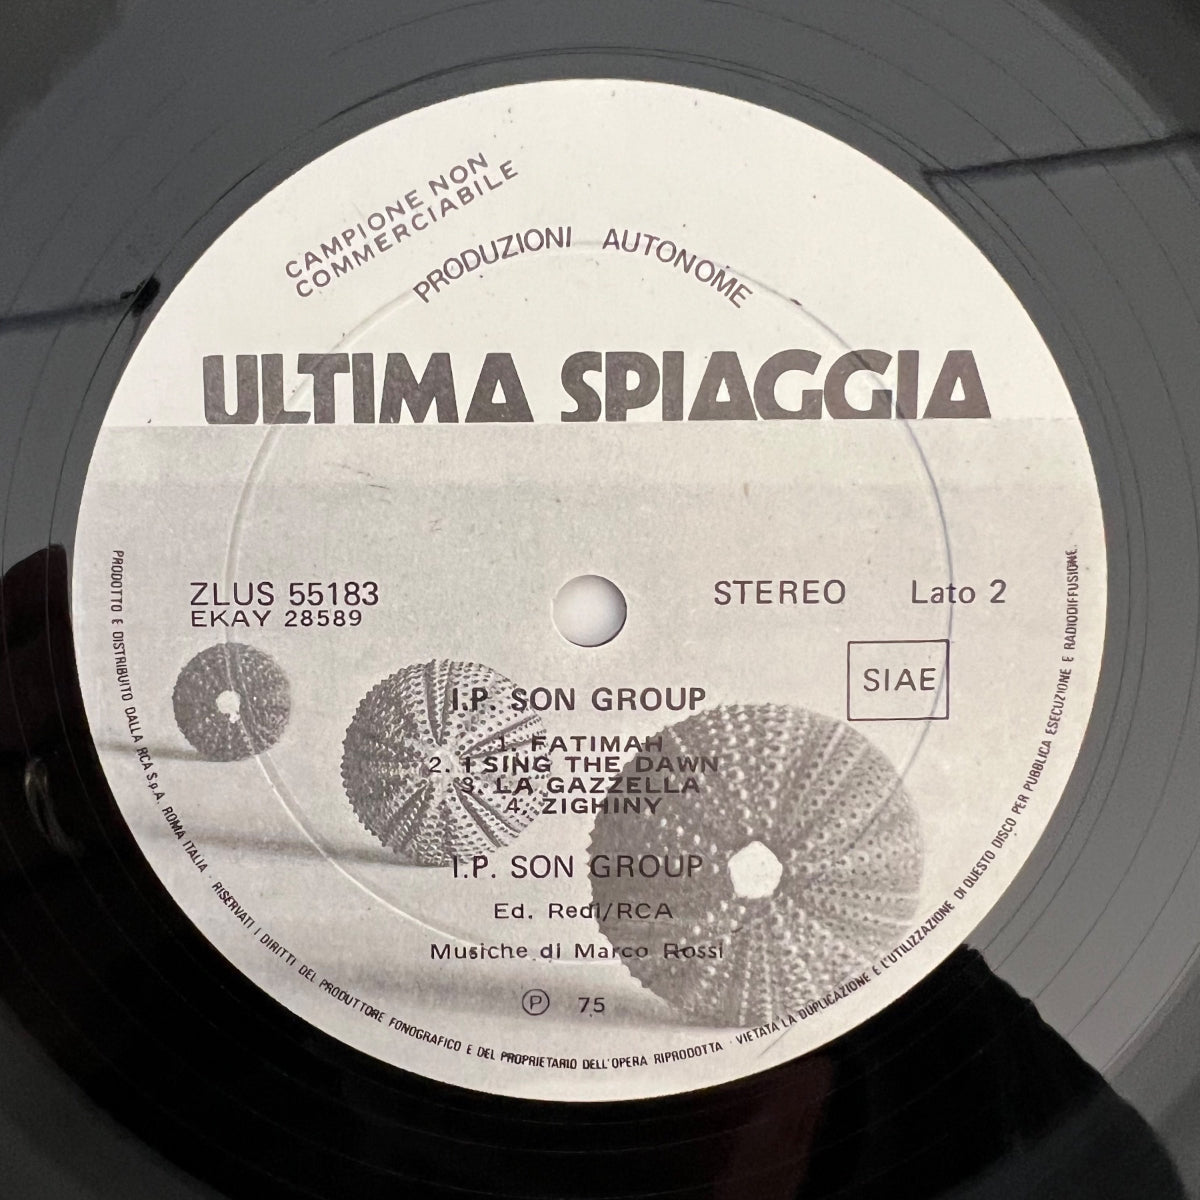 CAMPIONE NON
COMMERCIABILE
PRODUZIONI AUTONOME
ULTIMA SPIAGGIA
ZLUS 55183
EKAY 28589
STEREO Lato 2
SIAE
I.P. SON GROUP
1. FATIMAH
2. I SING THE DAWN
3. LA GAZZELLA
4. ZIGHINY
I.P. SON GROUP
Ed. Redi/RCA
Musiche di Marco Rossi
Ⓟ 75
PRODOTTO E DISTRIBUITO DALLA RCA S.p.A. ROMA ITALIA · RISERVATI I DIRITTI DEL PRODUTTORE FONOGRAFICO E DEL PROPRIETARIO DELL'OPERA RIPRODOTTA · VIETATA LA DUPLICAZIONE E L'UTILIZZAZIONE DI QUESTO DISCO PER PUBBLICA ESECUZIONE E RADIODIFFUSIONE.